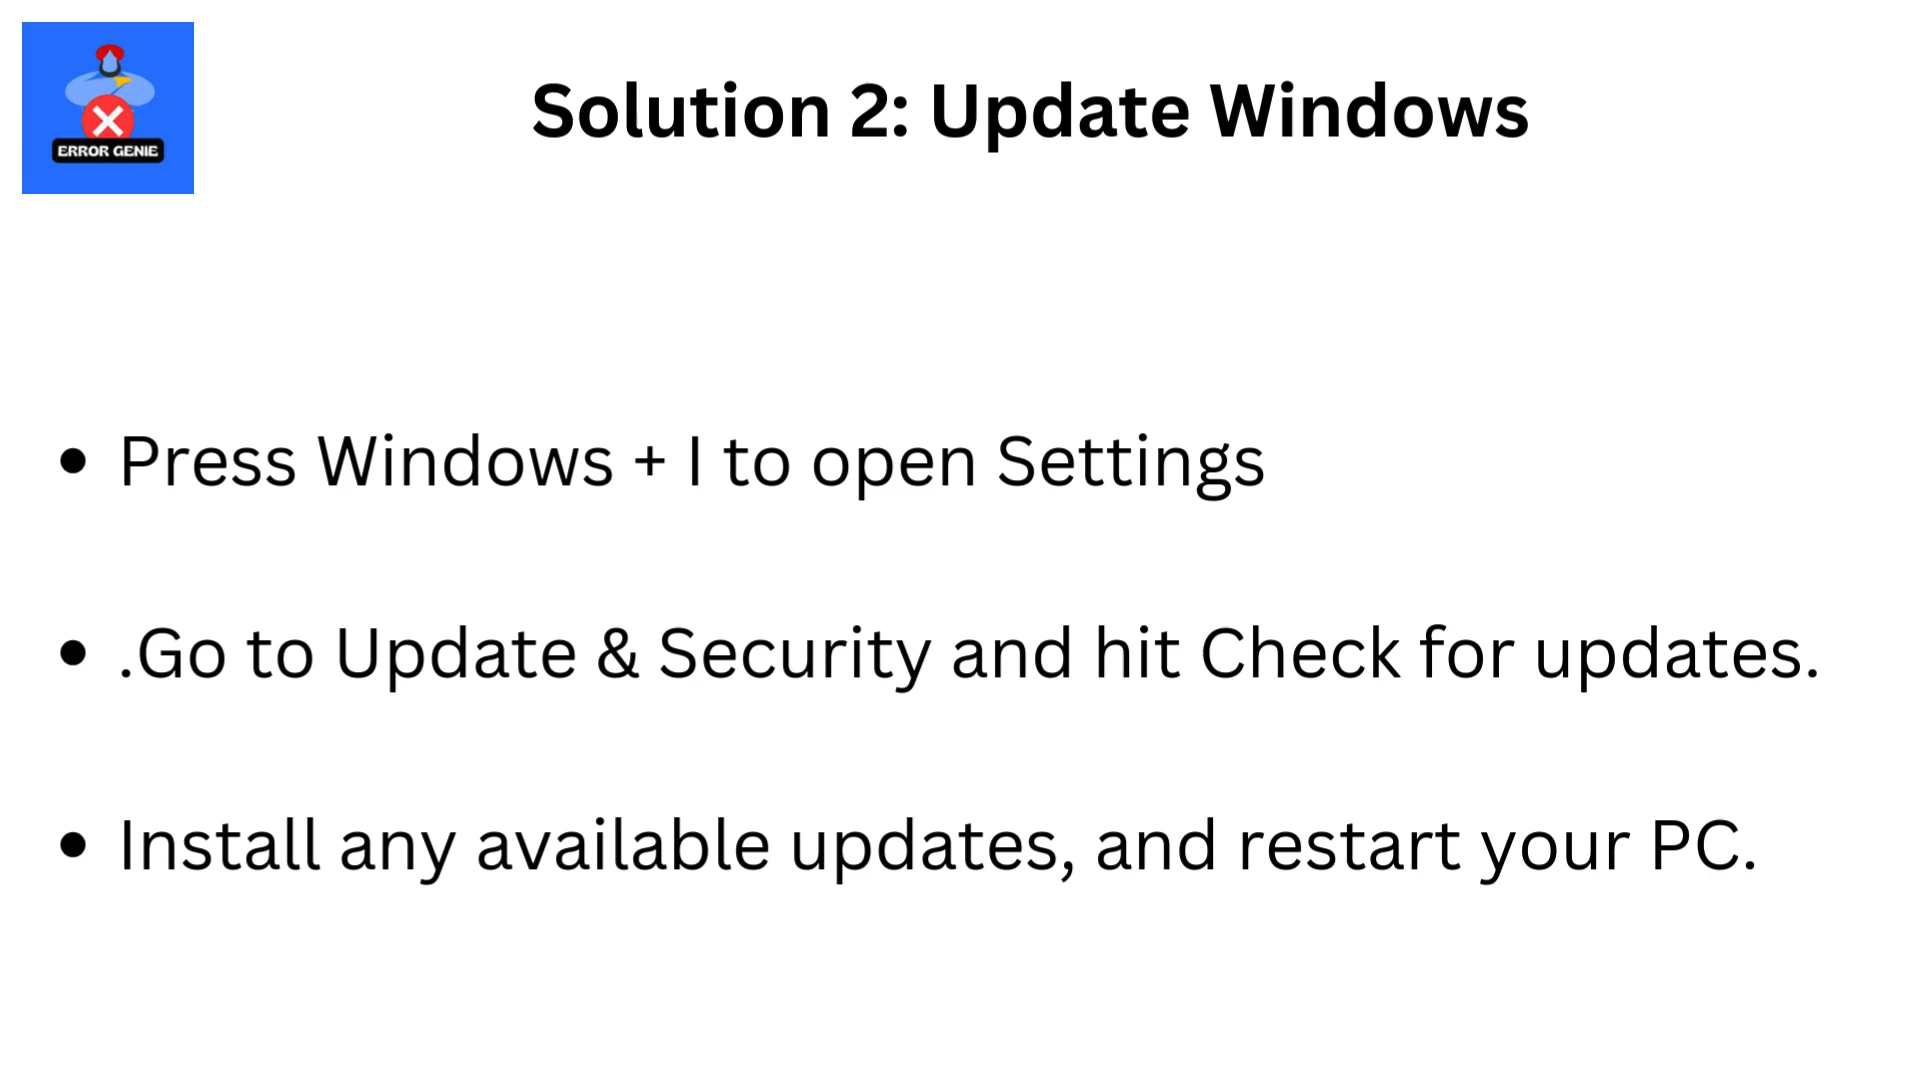 ERROR GENIE
Solution 2: Update Windows
• Press Windows + I to open Settings
• .Go to Update & Security and hit Check for updates.
• Install any available updates, and restart your PC.